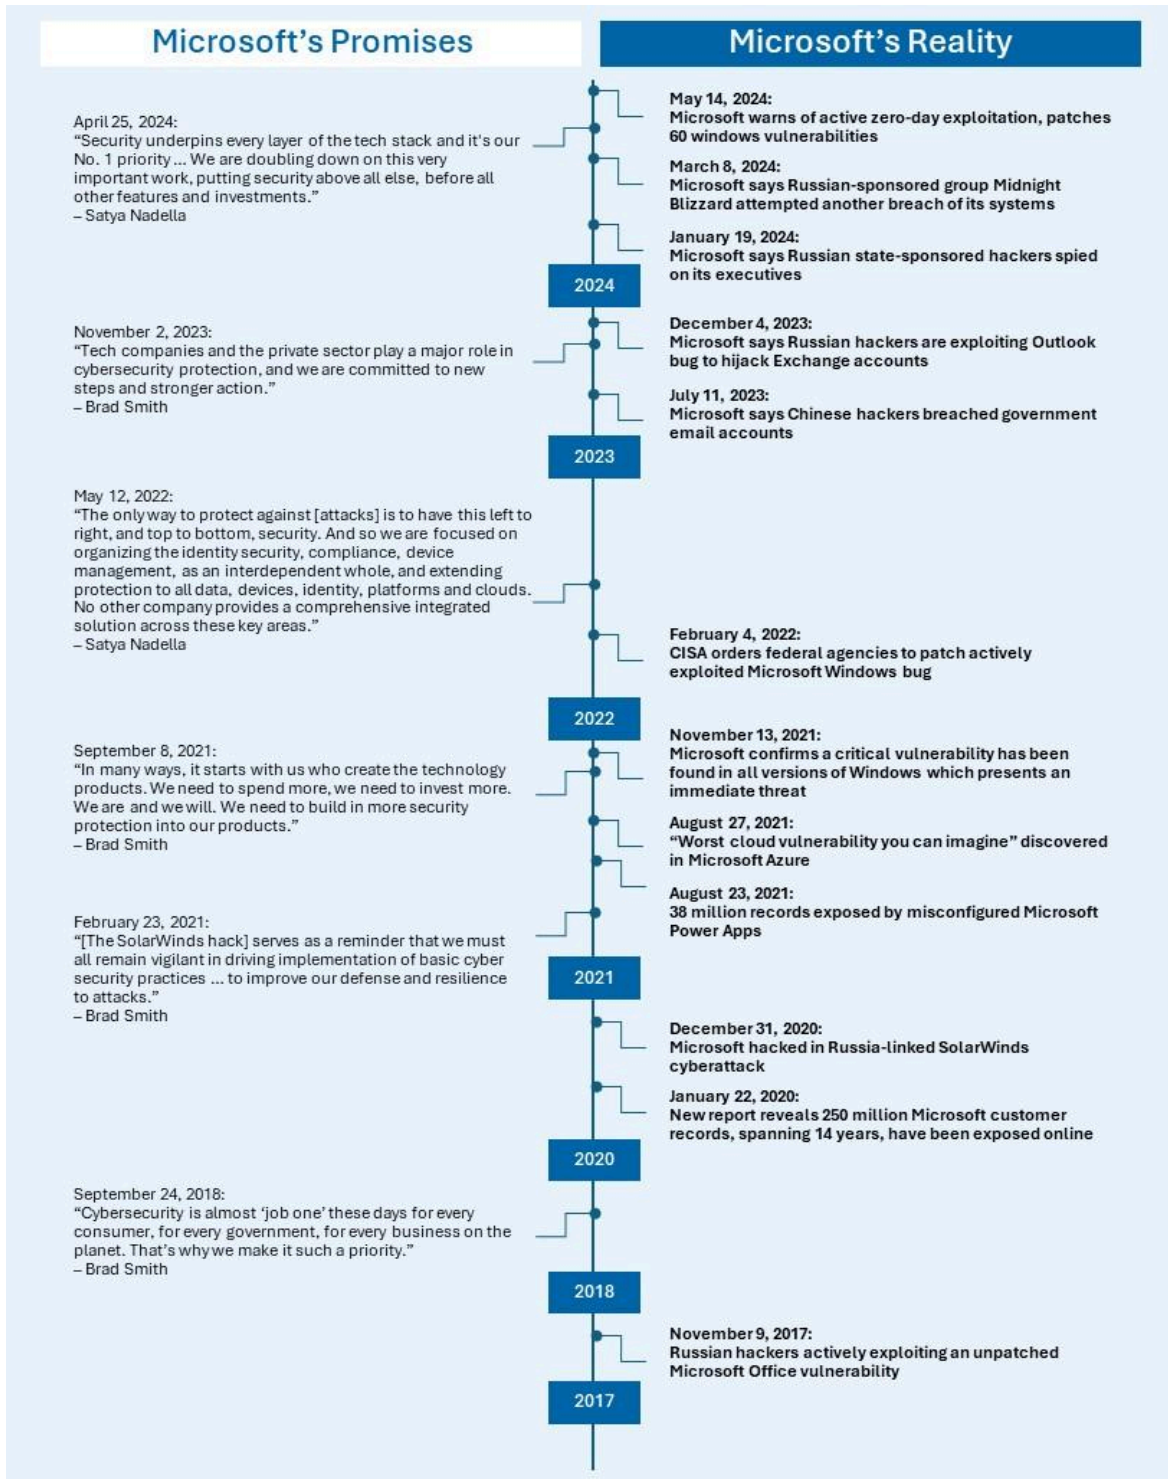 Microsoft's Promises
Microsoft's Reality
May 14, 2024:
Microsoft warns of active zero-day exploitation, patches
60 windows vulnerabilities
April 25, 2024:
“Security underpins every layer of the tech stack and it's our
No. 1 priority ... We are doubling down on this very
important work, putting security above all else, before all
other features and investments.”
– Satya Nadella
March 8, 2024:
Microsoft says Russian-sponsored group Midnight
Blizzard attempted another breach of its systems
January 19, 2024:
Microsoft says Russian state-sponsored hackers spied
on its executives
2024
December 4, 2023:
Microsoft says Russian hackers are exploiting Outlook
bug to hijack Exchange accounts
November 2, 2023:
“Tech companies and the private sector play a major role in
cybersecurity protection, and we are committed to new
steps and stronger action.”
– Brad Smith
July 11, 2023:
Microsoft says Chinese hackers breached government
email accounts
2023
May 12, 2022:
“The only way to protect against [attacks] is to have this left to
right, and top to bottom, security. And so we are focused on
organizing the identity security, compliance, device
management, as an interdependent whole, and extending
protection to all data, devices, identity, platforms and clouds.
No other company provides a comprehensive integrated
solution across these key areas.”
– Satya Nadella
February 4, 2022:
CISA orders federal agencies to patch actively
exploited Microsoft Windows bug
2022
November 13, 2021:
Microsoft confirms a critical vulnerability has been
found in all versions of Windows which presents an
immediate threat
September 8, 2021:
“In many ways, it starts with us who create the technology
products. We need to spend more, we need to invest more.
We are and we will. We need to build in more security
protection into our products.”
– Brad Smith
August 27, 2021:
“Worst cloud vulnerability you can imagine” discovered
in Microsoft Azure
August 23, 2021:
38 million records exposed by misconfigured Microsoft
Power Apps
February 23, 2021:
“[The SolarWinds hack] serves as a reminder that we must
all remain vigilant in driving implementation of basic cyber
security practices ... to improve our defense and resilience
to attacks.”
– Brad Smith
2021
December 31, 2020:
Microsoft hacked in Russia-linked SolarWinds
cyberattack
January 22, 2020:
New report reveals 250 million Microsoft customer
records, spanning 14 years, have been exposed online
2020
September 24, 2018:
“Cybersecurity is almost ‘job one’ these days for every
consumer, for every government, for every business on the
planet. That's why we make it such a priority.”
– Brad Smith
2018
November 9, 2017:
Russian hackers actively exploiting an unpatched
Microsoft Office vulnerability
2017